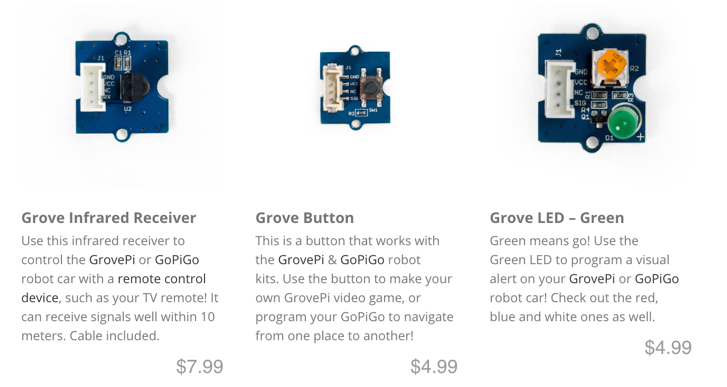 C1 R1
J1
GND
VCC
NC
U2
J1
GND
VCC
NC
SIG
R2
SW1
J1
GND
VCC
NC
SIG
R2
R4
Q1
D1
+
Grove Infrared Receiver
Use this infrared receiver to
control the GrovePi or GoPiGo
robot car with a remote control
device, such as your TV remote! It
can receive signals well within 10
meters. Cable included.
$7.99
Grove Button
This is a button that works with
the GrovePi & GoPiGo robot
kits. Use the button to make your
own GrovePi video game, or
program your GoPiGo to navigate
from one place to another!
$4.99
Grove LED – Green
Green means go! Use the
Green LED to program a visual
alert on your GrovePi or GoPiGo
robot car! Check out the red,
blue and white ones as well.
$4.99